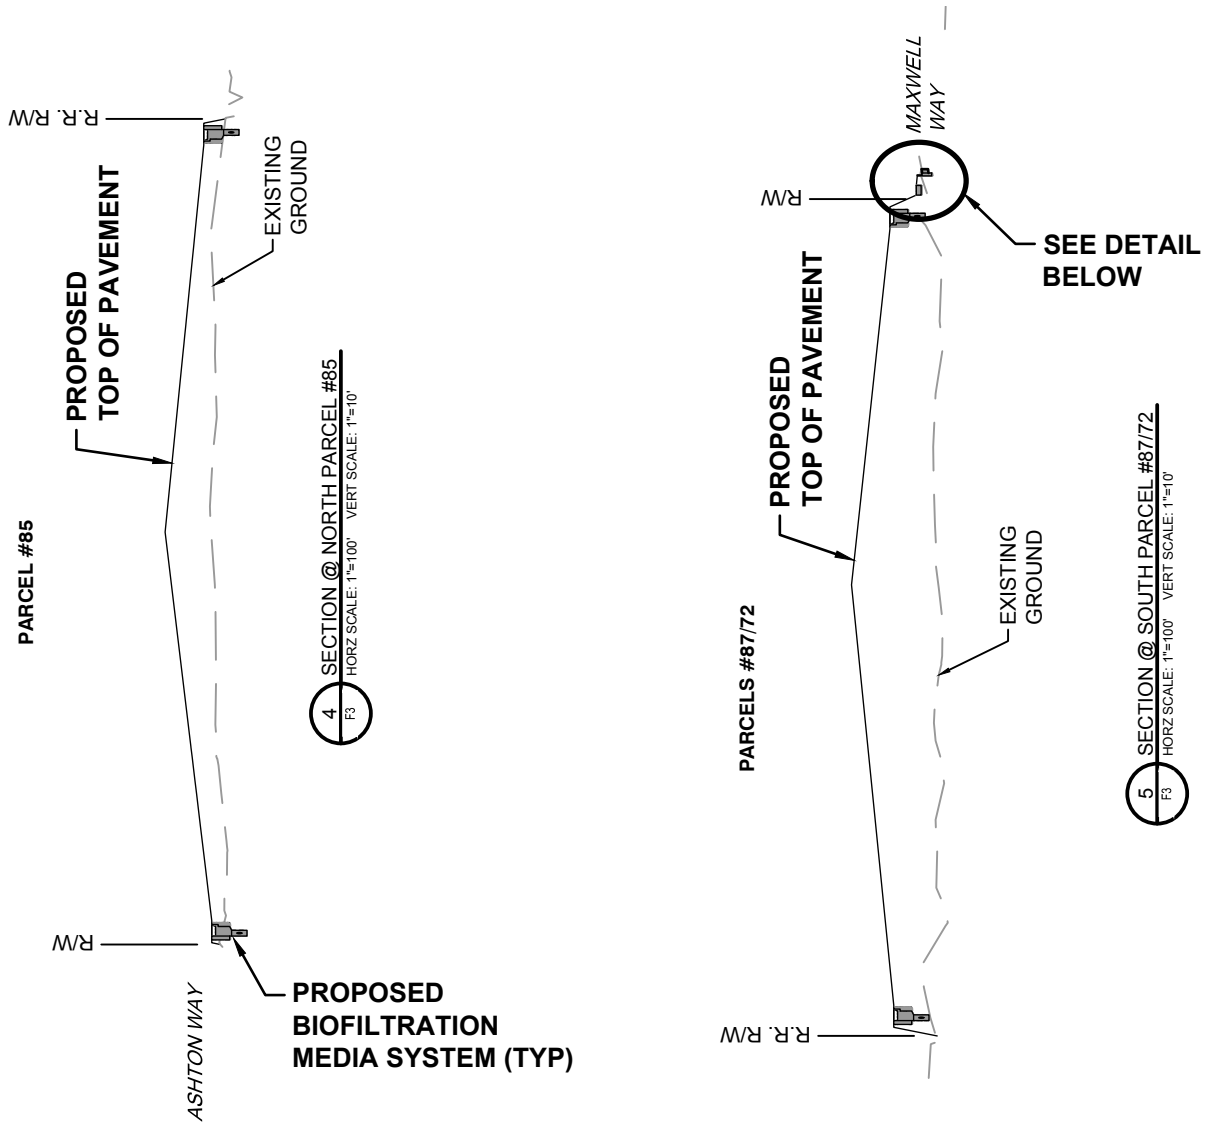 PARCEL #85
R.R. R/W
PROPOSED
TOP OF PAVEMENT
EXISTING
GROUND
4
F3
SECTION @ NORTH PARCEL #85
HORZ SCALE: 1"=100' VERT SCALE: 1"=10'
R/W
ASHTON WAY
PROPOSED
BIOFILTRATION
MEDIA SYSTEM (TYP)
PARCELS #87/72
MAXWELL
WAY
R/W
SEE DETAIL
BELOW
PROPOSED
TOP OF PAVEMENT
EXISTING
GROUND
5
F3
SECTION @ SOUTH PARCEL #87/72
HORZ SCALE: 1"=100' VERT SCALE: 1"=10'
R.R. R/W